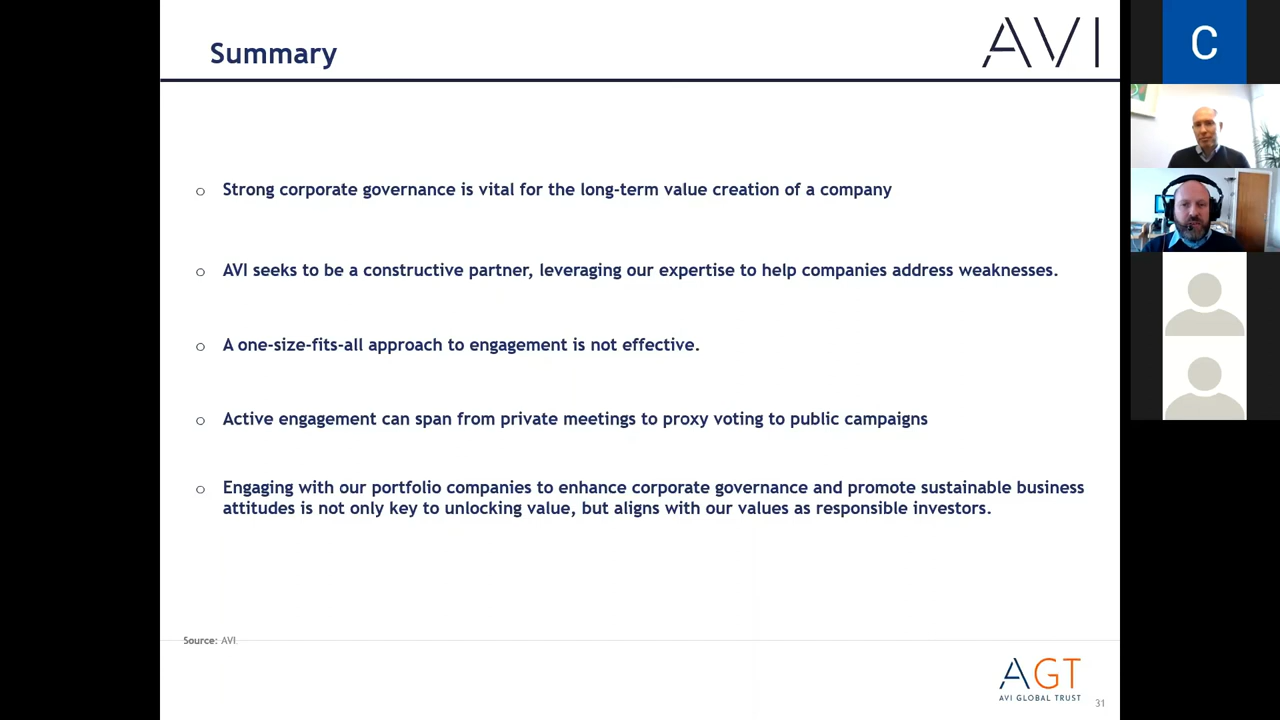 Summary
AVI
C
o Strong corporate governance is vital for the long-term value creation of a company
o AVI seeks to be a constructive partner, leveraging our expertise to help companies address weaknesses.
o A one-size-fits-all approach to engagement is not effective.
o Active engagement can span from private meetings to proxy voting to public campaigns
o Engaging with our portfolio companies to enhance corporate governance and promote sustainable business
attitudes is not only key to unlocking value, but aligns with our values as responsible investors.
Source: AVI
AGT
AVI GLOBAL TRUST
31